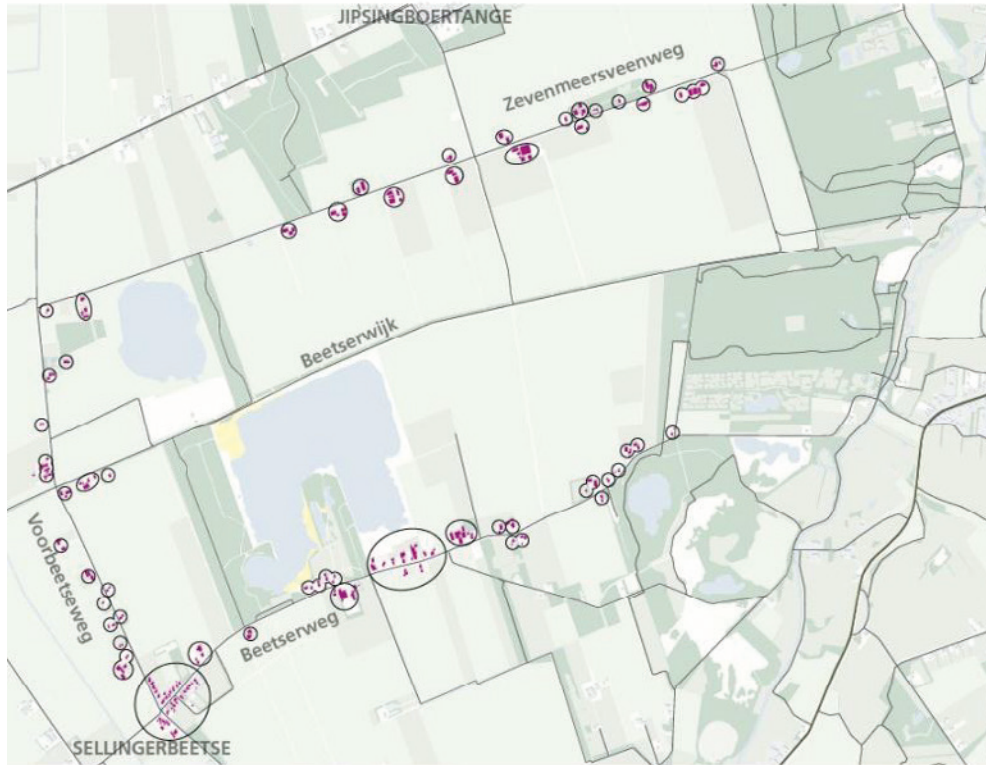 JIPSINGBOERTANGE
Zevenmeersveenweg
Beetserwijk
Voorbeetseweg
Beetserweg
SELLINGERBEETSE